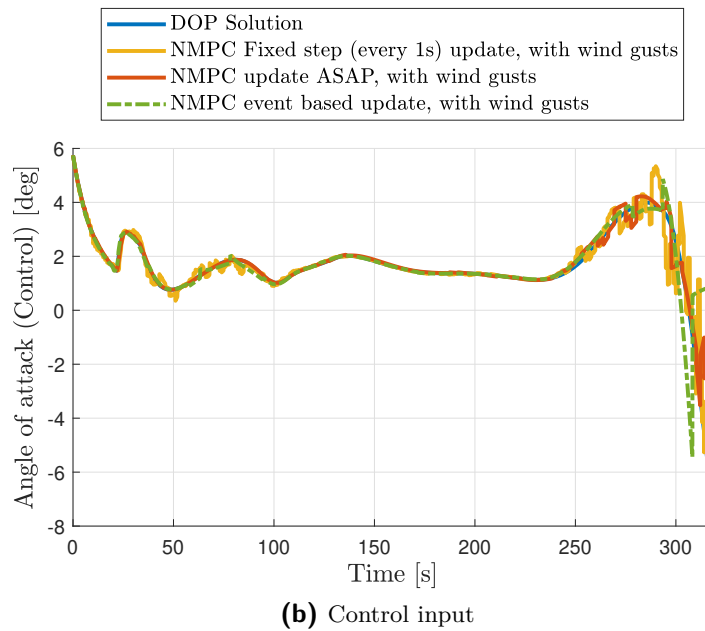 DOP Solution
NMPC Fixed step (every 1s) update, with wind gusts
NMPC update ASAP, with wind gusts
NMPC event based update, with wind gusts
Angle of attack (Control) [deg]
6
4
2
0
-2
-4
-6
-8
0 50 100 150 200 250 300
Time [s]
(b) Control input